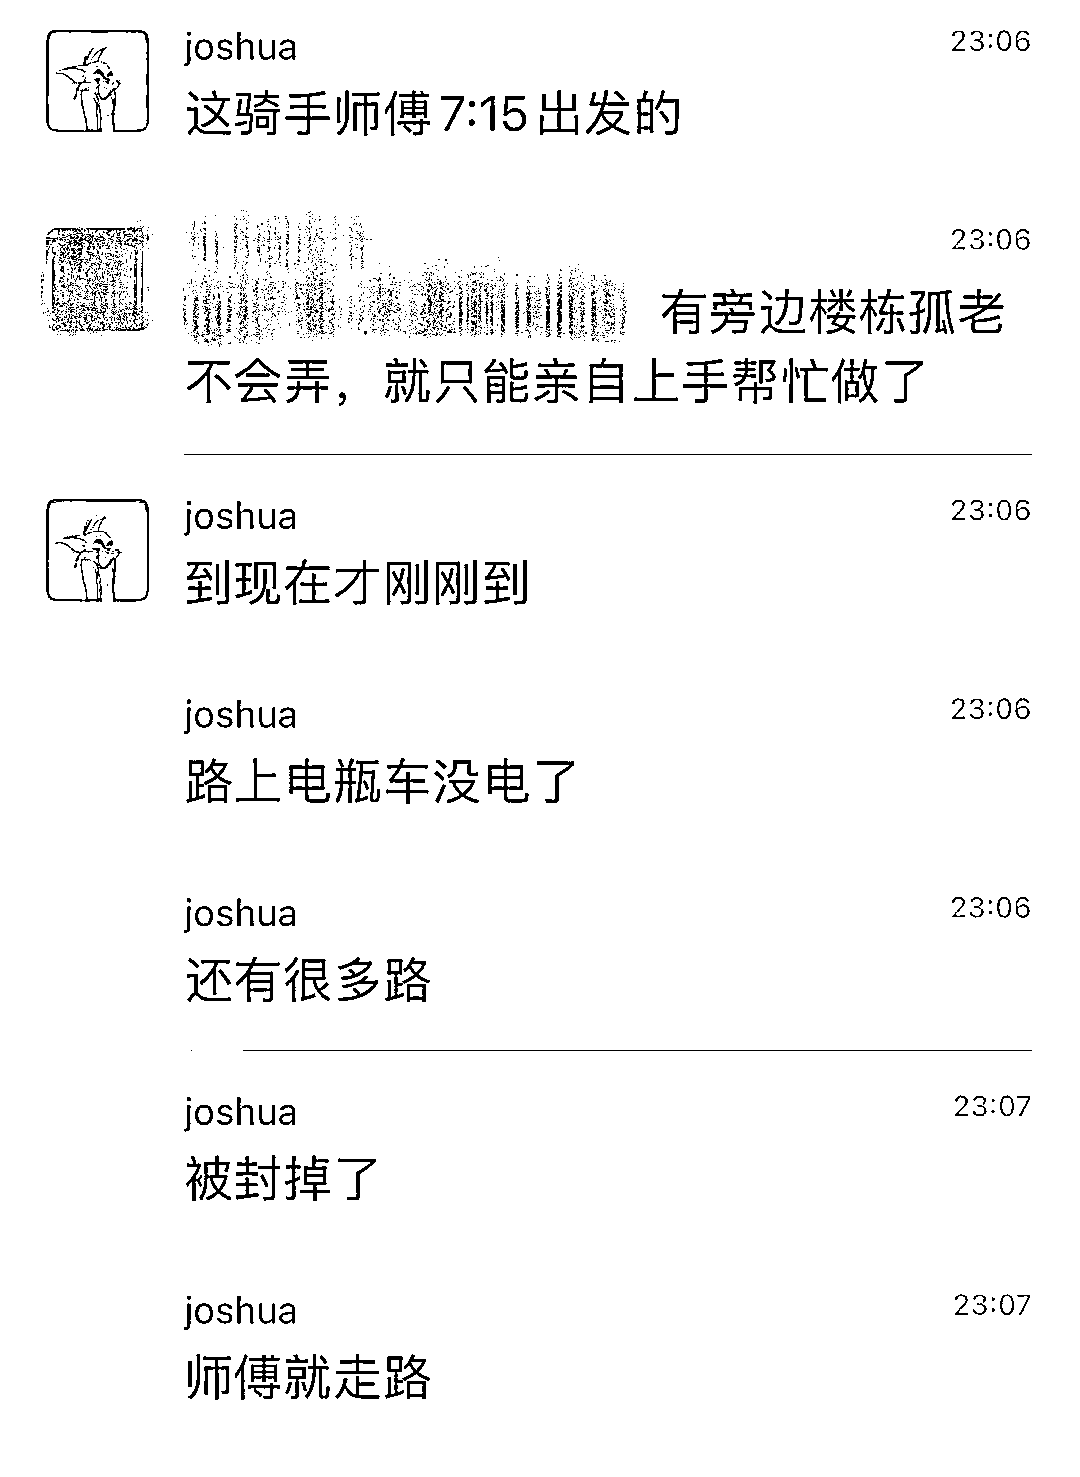 joshua 23:06
这骑手师傅7:15出发的
23:06
有旁边楼栋孤老
不会弄，就只能亲自上手帮忙做了
joshua 23:06
到现在才刚刚到
joshua 23:06
路上电瓶车没电了
joshua 23:06
还有很多路
joshua 23:07
被封掉了
joshua 23:07
师傅就走路